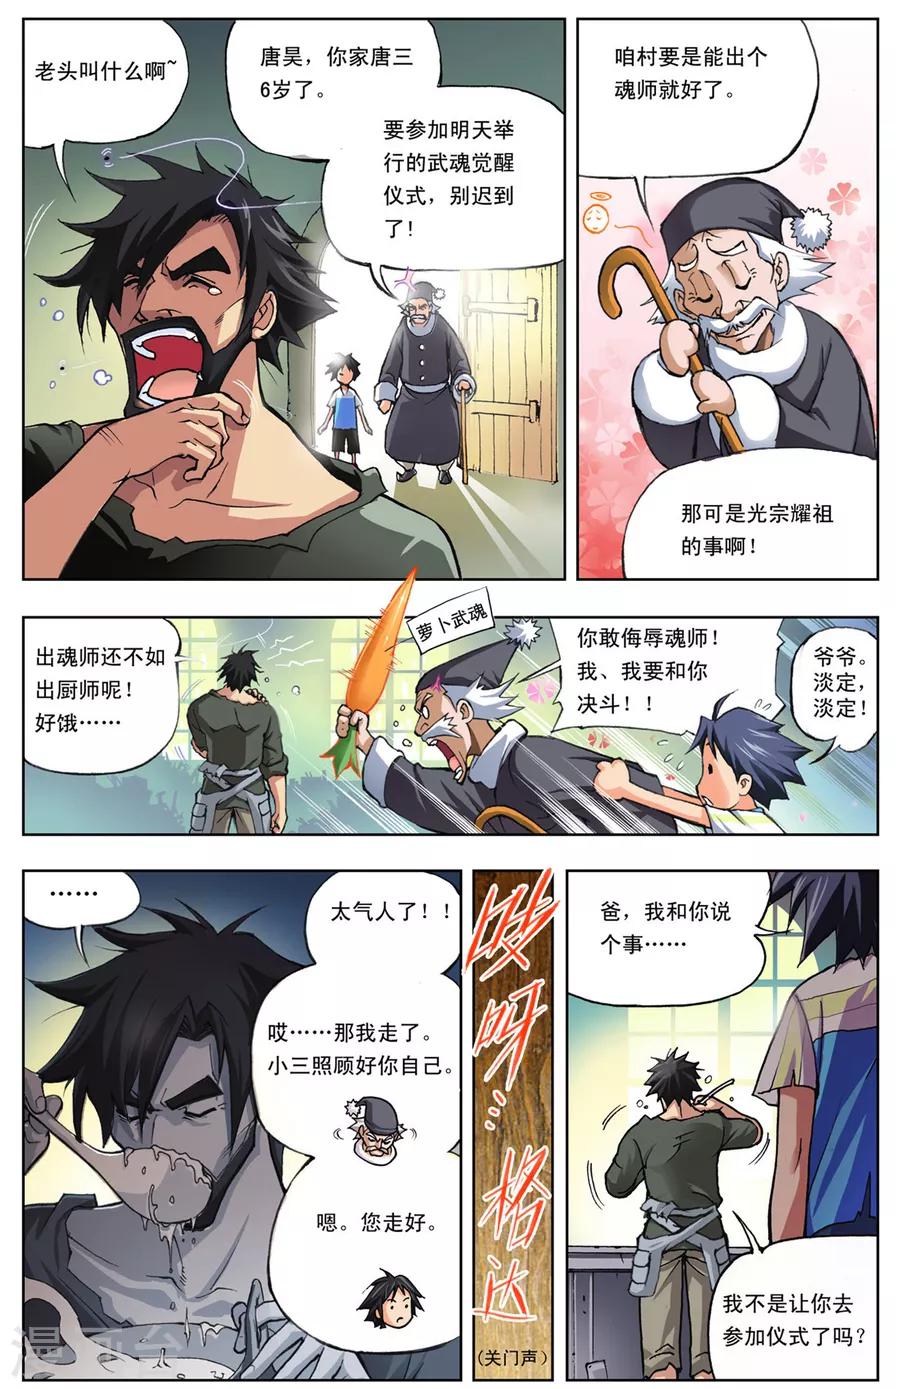 老头叫什么啊~
唐昊，你家唐三
6岁了。
要参加明天举
行的武魂觉醒
仪式，别迟到
了！
咱村要是能出个
魂师就好了。
那可是光宗耀祖
的事啊！
出魂师还不如
出厨师呢！
好饿……
萝卜武魂
你敢侮辱魂师！
我、我要和你
决斗！！
爷爷。
淡定，
淡定！
……
太气人了！！
哎……那我走了。
小三照顾好你自己。
嗯。您走好。
吱呀…格达
(关门声)
爸，我和你说
个事……
我不是让你去
参加仪式了吗？
漫画台